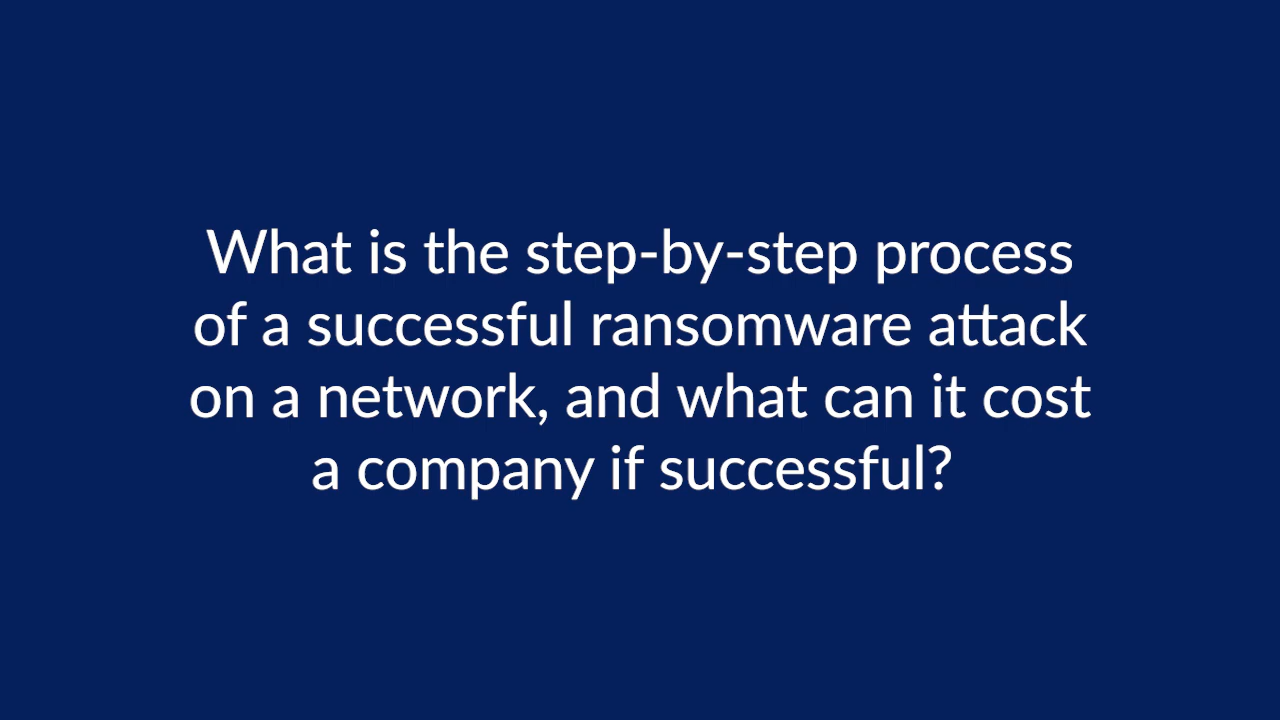 What is the step-by-step process
of a successful ransomware attack
on a network, and what can it cost
a company if successful?